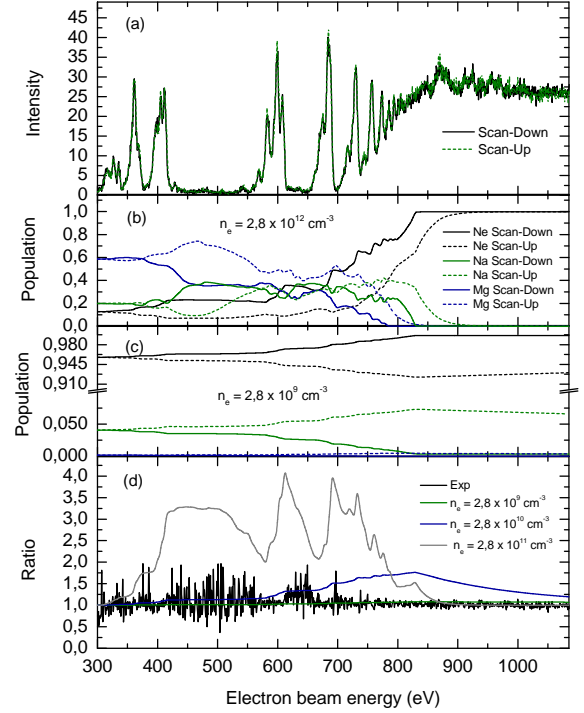 (a)
45
40
35
30
25
20
15
10
5
0
Intensity
Scan-Down
Scan-Up
(b)
n_e = 2,8 x 10^12 cm^-3
1,0
0,8
0,6
0,4
0,2
0,0
Population
Ne Scan-Down
Ne Scan-Up
Na Scan-Down
Na Scan-Up
Mg Scan-Down
Mg Scan-Up
(c)
0,980
0,945
0,910
0,050
0,000
Population
n_e = 2,8 x 10^9 cm^-3
(d)
4,0
3,5
3,0
2,5
2,0
1,5
1,0
0,5
0,0
Ratio
Exp
n_e = 2,8 x 10^9 cm^-3
n_e = 2,8 x 10^10 cm^-3
n_e = 2,8 x 10^11 cm^-3
300 400 500 600 700 800 900 1000
Electron beam energy (eV)